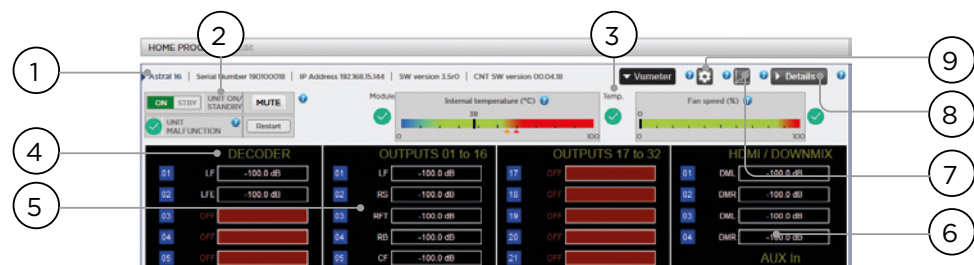 1
2
3
9
HOME PRO
Astral 16 | Serial Number 190100018 | IP Address 192.168.15.144 | SW version 3.5r0 | CNT SW version 00.04.18
Vumeter
Details
ON STBY UNIT ON/STANDBY MUTE
UNIT MALFUNCTION Restart
Module
Internal temperature (°C)
38
0 100
Temp.
Fan speed (%)
0
0 100
8
4
5
7
6
DECODER OUTPUTS 01 to 16 OUTPUTS 17 to 32 HDMI / DOWNMIX
01 LF -100.0 dB 01 LF -100.0 dB 17 OFF 01 DML -100.0 dB
02 LFE -100.0 dB 02 RS -100.0 dB 18 OFF 02 DMR -100.0 dB
03 OFF 03 RFT -100.0 dB 19 OFF 03 DML -100.0 dB
04 OFF 04 RB -100.0 dB 20 OFF 04 DMR -100.0 dB
05 OFF 05 CF -100.0 dB 21 OFF AUX In